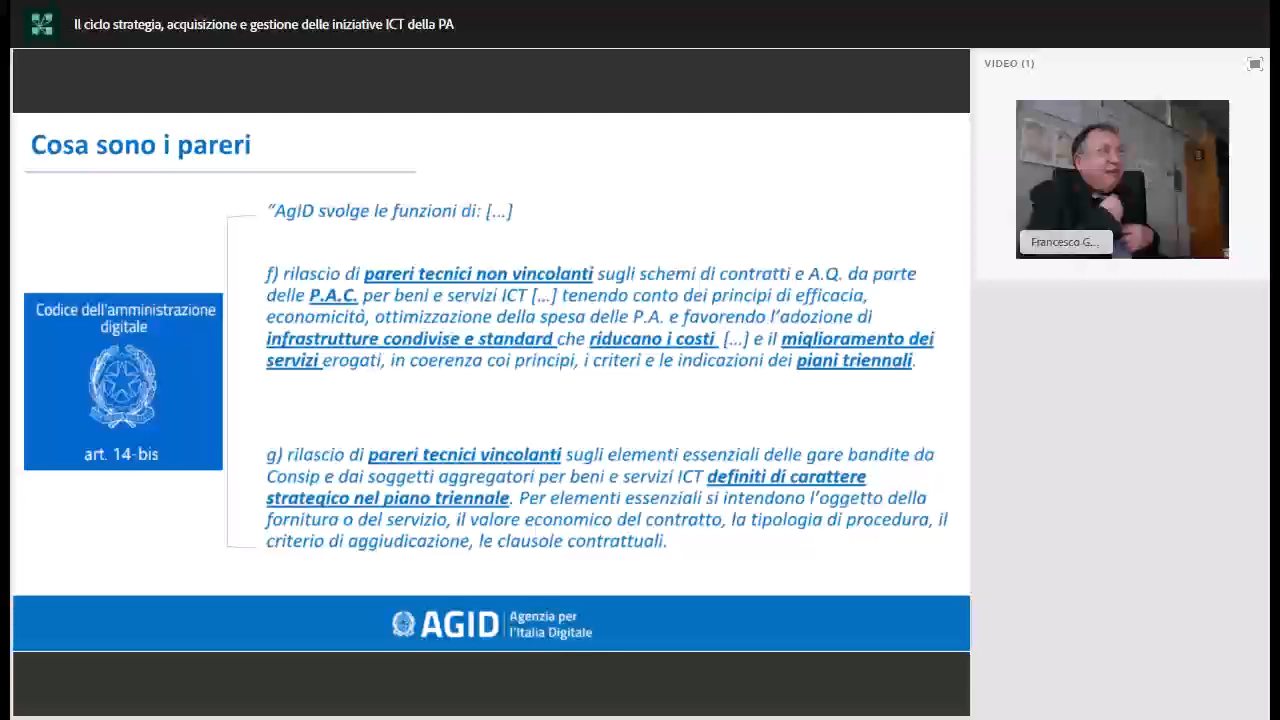 Il ciclo strategia, acquisizione e gestione delle iniziative ICT della PA
VIDEO (1)
Cosa sono i pareri
“AgID svolge le funzioni di: [...]
f) rilascio di pareri tecnici non vincolanti sugli schemi di contratti e A.Q. da parte
delle P.A.C. per beni e servizi ICT [...] tenendo conto dei principi di efficacia,
economicità, ottimizzazione della spesa delle P.A. e favorendo l’adozione di
infrastrutture condivise e standard che riducano i costi [...] e il miglioramento dei
servizi erogati, in coerenza coi principi, i criteri e le indicazioni dei piani triennali.
Codice dell'amministrazione
digitale
art. 14-bis
g) rilascio di pareri tecnici vincolanti sugli elementi essenziali delle gare bandite da
Consip e dai soggetti aggregatori per beni e servizi ICT definiti di carattere
strategico nel piano triennale. Per elementi essenziali si intendono l’oggetto della
fornitura o del servizio, il valore economico del contratto, la tipologia di procedura, il
criterio di aggiudicazione, le clausole contrattuali.
AGID
Agenzia per
l’Italia Digitale
Francesco G...